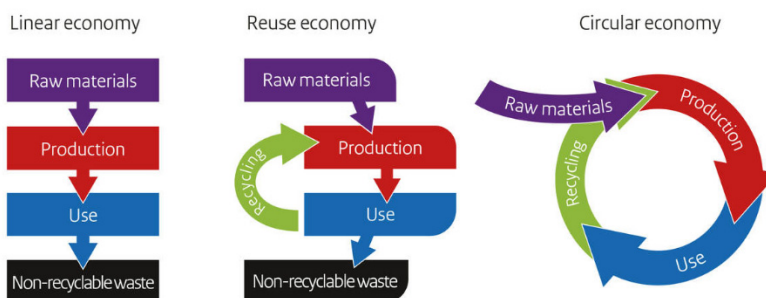 Linear economy
Raw materials
Production
Use
Non-recyclable waste
Reuse economy
Raw materials
Recycling
Production
Use
Non-recyclable waste
Circular economy
Raw materials
Production
Recycling
Use